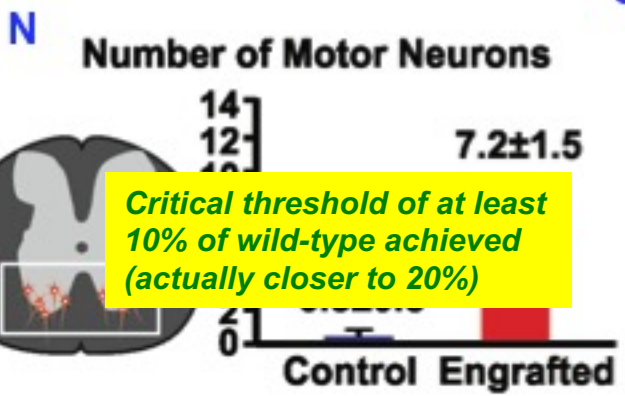 N
Number of Motor Neurons
14
12
7.2±1.5
Critical threshold of at least
10% of wild-type achieved
(actually closer to 20%)
2
0
Control Engrafted